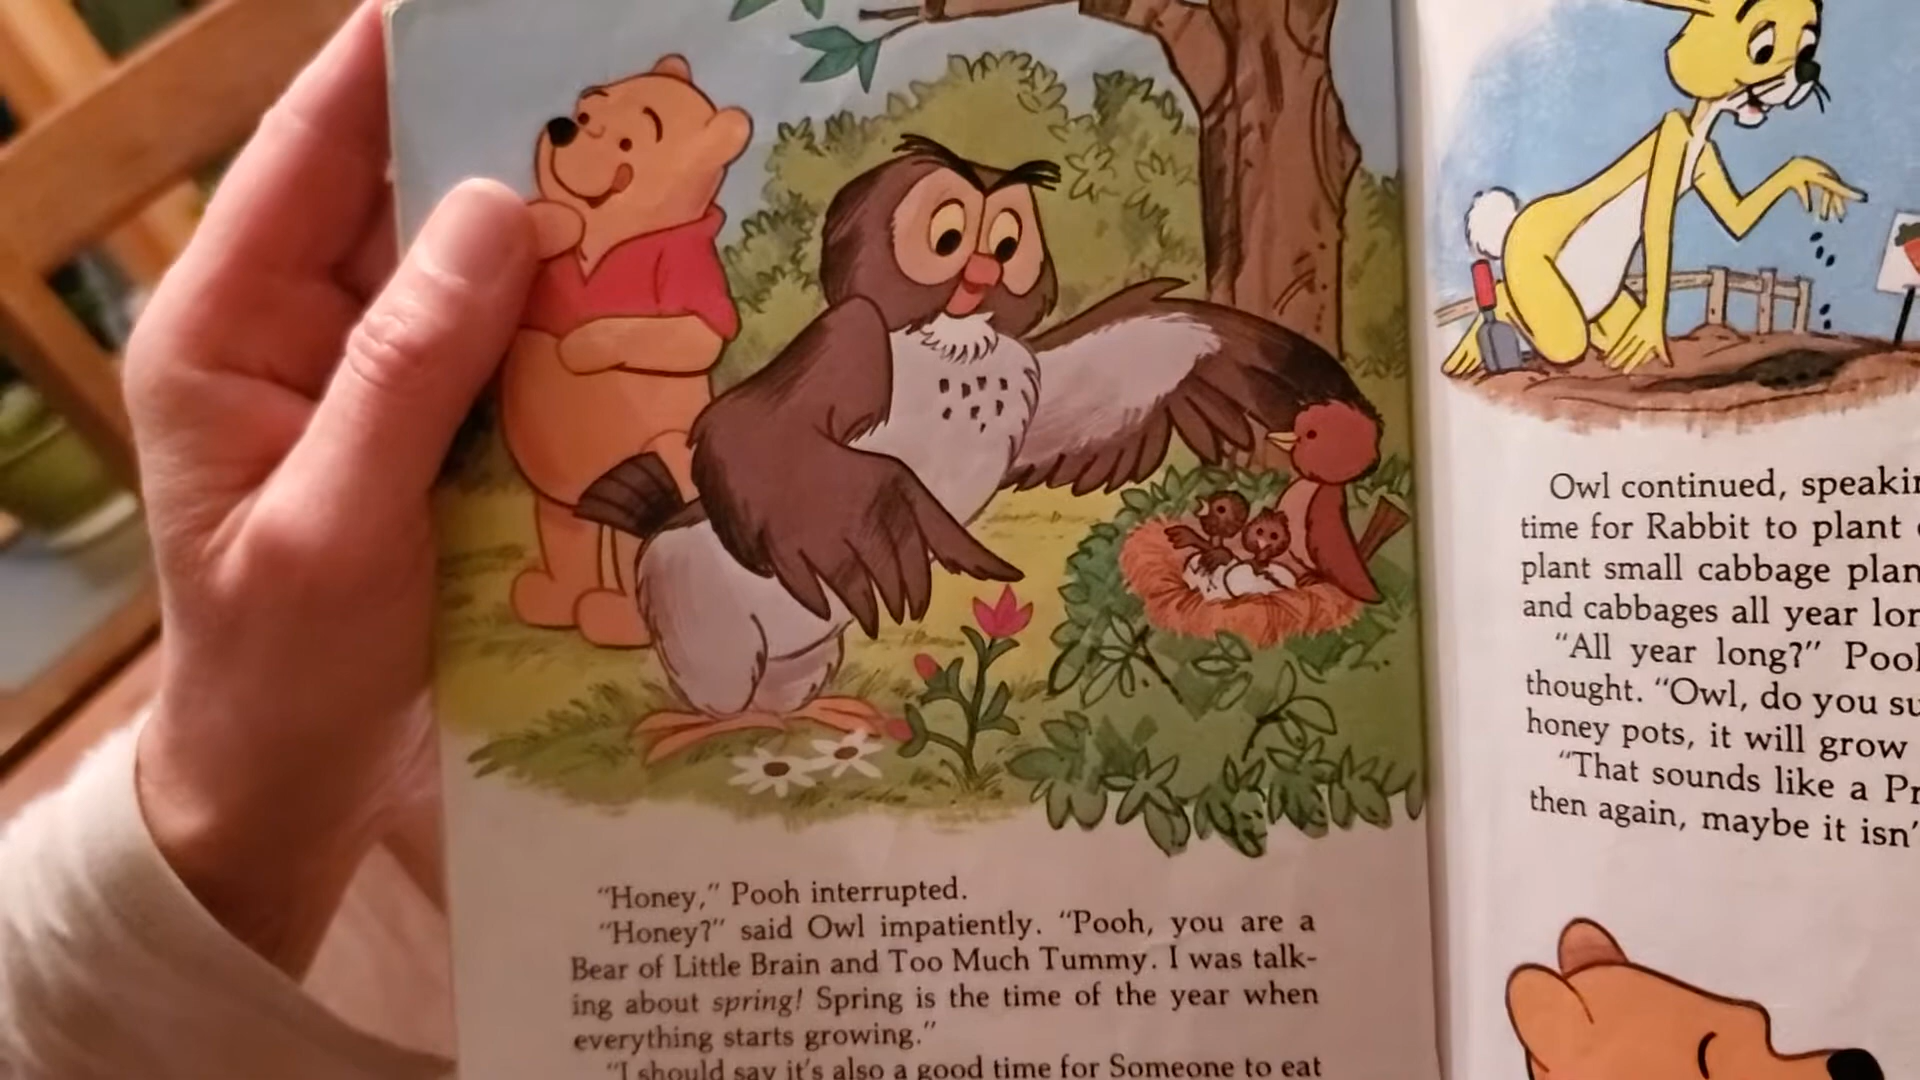 "Honey," Pooh interrupted.
"Honey?" said Owl impatiently. "Pooh, you are a
Bear of Little Brain and Too Much Tummy. I was talk-
ing about spring! Spring is the time of the year when
everything starts growing."
"I should say it's also a good time for Someone to eat
Owl continued, speakin
time for Rabbit to plant
plant small cabbage plan
and cabbages all year lon
"All year long?" Pooh
thought. "Owl, do you su
honey pots, it will grow
"That sounds like a Pr
then again, maybe it isn'